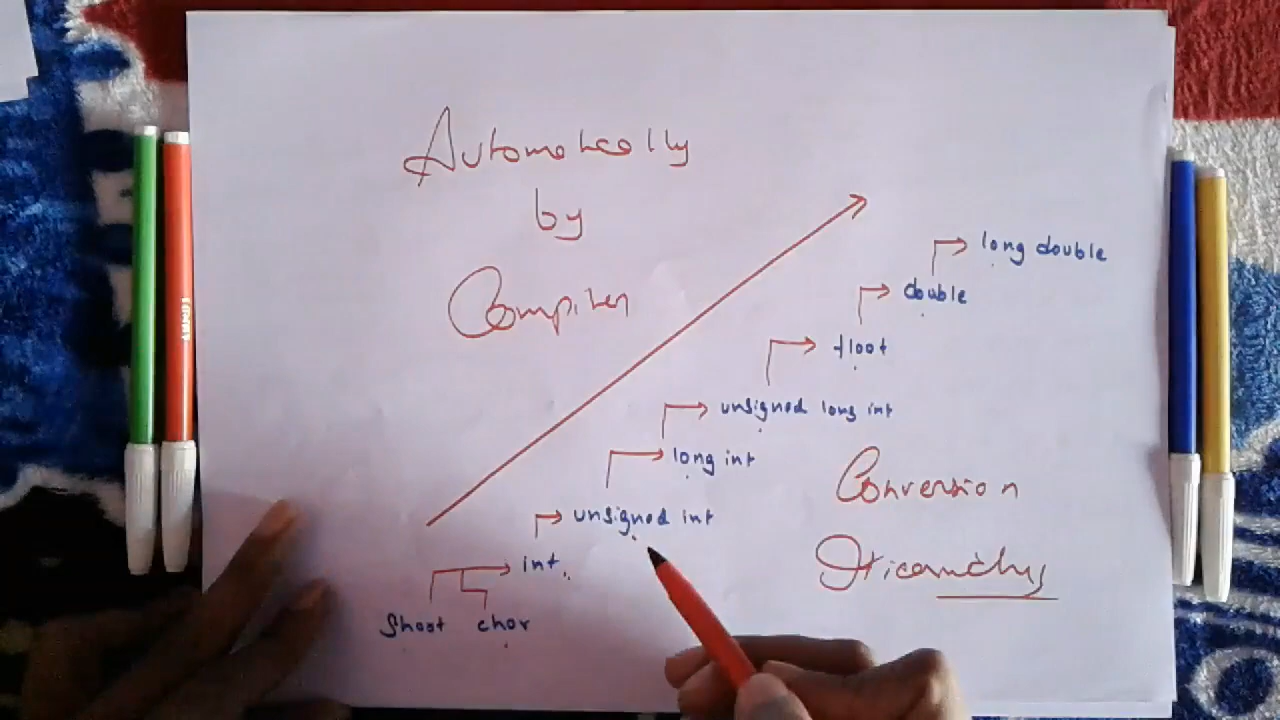 Automatically
by
Compiler
long double
double
float
unsigned long int
long int
unsigned int
int
Short char
Conversion
Hierarchy